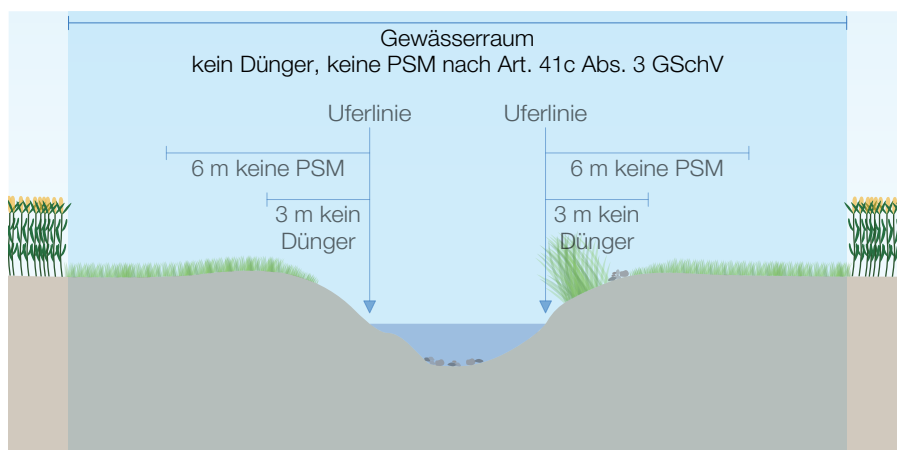 Gewässerraum
kein Dünger, keine PSM nach Art. 41c Abs. 3 GSchV
Uferlinie
Uferlinie
6 m keine PSM
6 m keine PSM
3 m kein
Dünger
3 m kein
Dünger